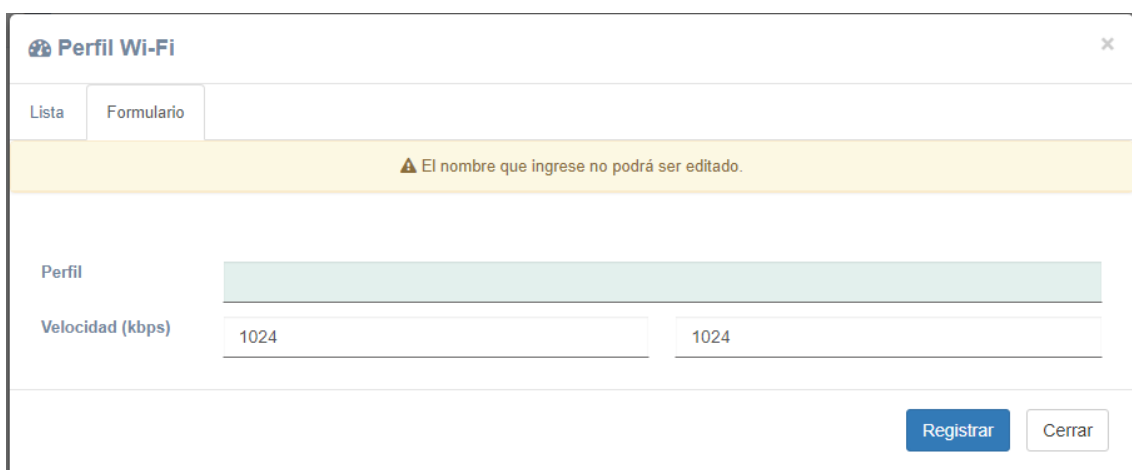 Perfil Wi-Fi
×
Lista Formulario
El nombre que ingrese no podrá ser editado.
Perfil
Velocidad (kbps) 1024 1024
Registrar Cerrar